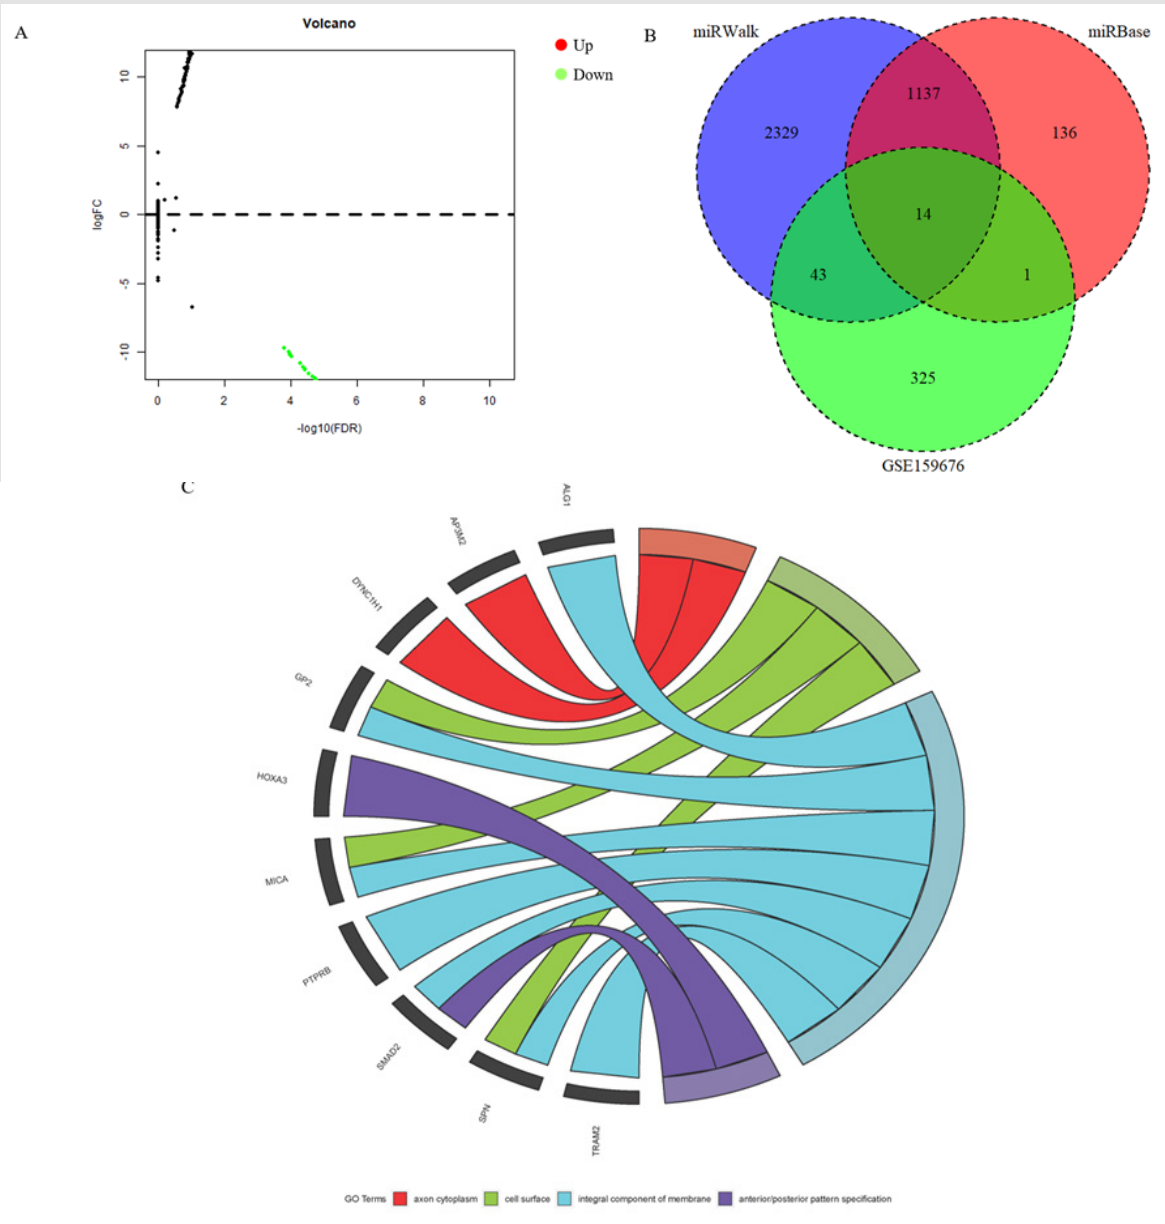 A
Volcano
Up
Down
logFC
10
5
0
-5
-10
0 2 4 6 8 10
-log10(FDR)
B
miRWalk
miRBase
1137
2329
136
14
43
1
325
GSE159676
C
ALG1
AP3M2
DYNC1H1
GP2
HOXA3
MICA
PTPRB
SMAD2
SPN
TRAM2
GO Terms axon cytoplasm cell surface integral component of membrane anterior/posterior pattern specification